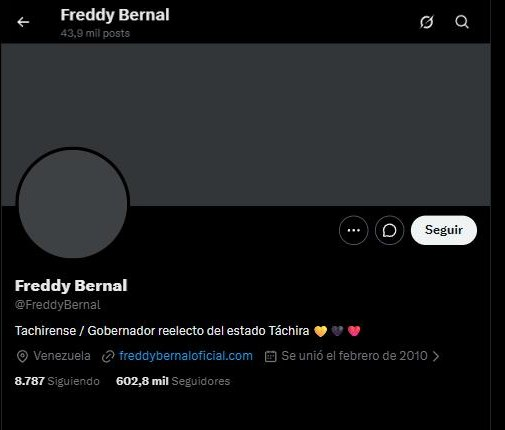 Freddy Bernal
43,9 mil posts
Seguir
Freddy Bernal
@FreddyBernal
Tachirense / Gobernador reelecto del estado Táchira 💛🖤❤️
Venezuela freddybernaloficial.com Se unió el febrero de 2010
8.787 Siguiendo 602,8 mil Seguidores